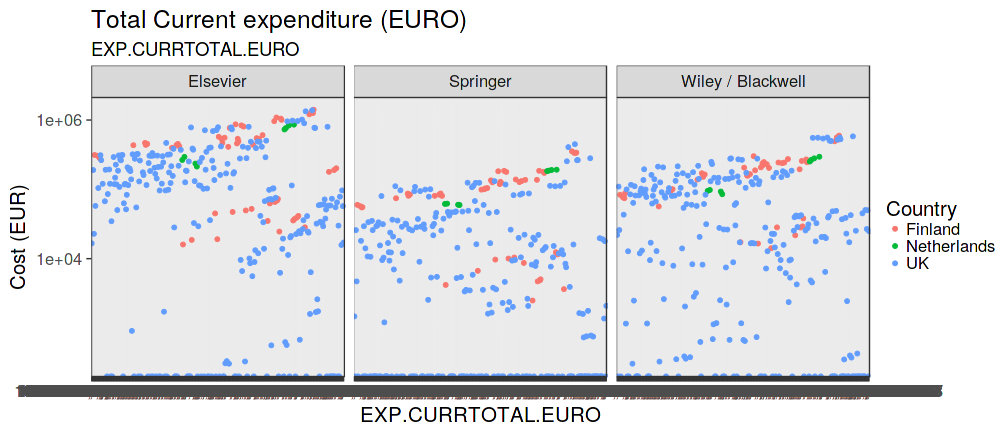 Total Current expenditure (EURO)
EXP.CURRTOTAL.EURO
Elsevier
Springer
Wiley / Blackwell
1e+06
1e+04
Cost (EUR)
Country
Finland
Netherlands
UK
EXP.CURRTOTAL.EURO